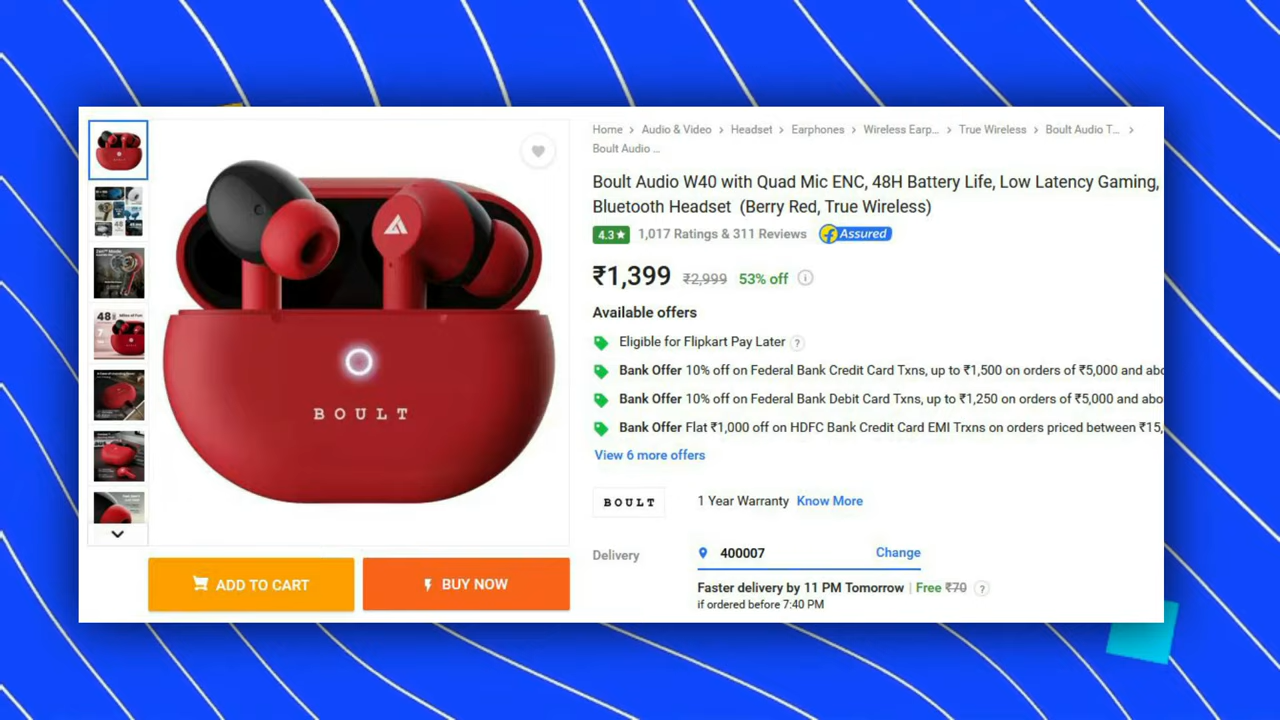 Home > Audio & Video > Headset > Earphones > Wireless Earp... > True Wireless > Boult Audio T... >
Boult Audio ...
Boult Audio W40 with Quad Mic ENC, 48H Battery Life, Low Latency Gaming,
Bluetooth Headset (Berry Red, True Wireless)
4.3★ 1,017 Ratings & 311 Reviews Assured
₹1,399 ₹2,999 53% off
Available offers
Eligible for Flipkart Pay Later ?
Bank Offer 10% off on Federal Bank Credit Card Txns, up to ₹1,500 on orders of ₹5,000 and abo
Bank Offer 10% off on Federal Bank Debit Card Txns, up to ₹1,250 on orders of ₹5,000 and abo
Bank Offer Flat ₹1,000 off on HDFC Bank Credit Card EMI Trxns on orders priced between ₹15,
View 6 more offers
BOULT
BOULT 1 Year Warranty Know More
Delivery 400007 Change
Faster delivery by 11 PM Tomorrow | Free ₹70 ?
if ordered before 7:40 PM
48
ADD TO CART
BUY NOW